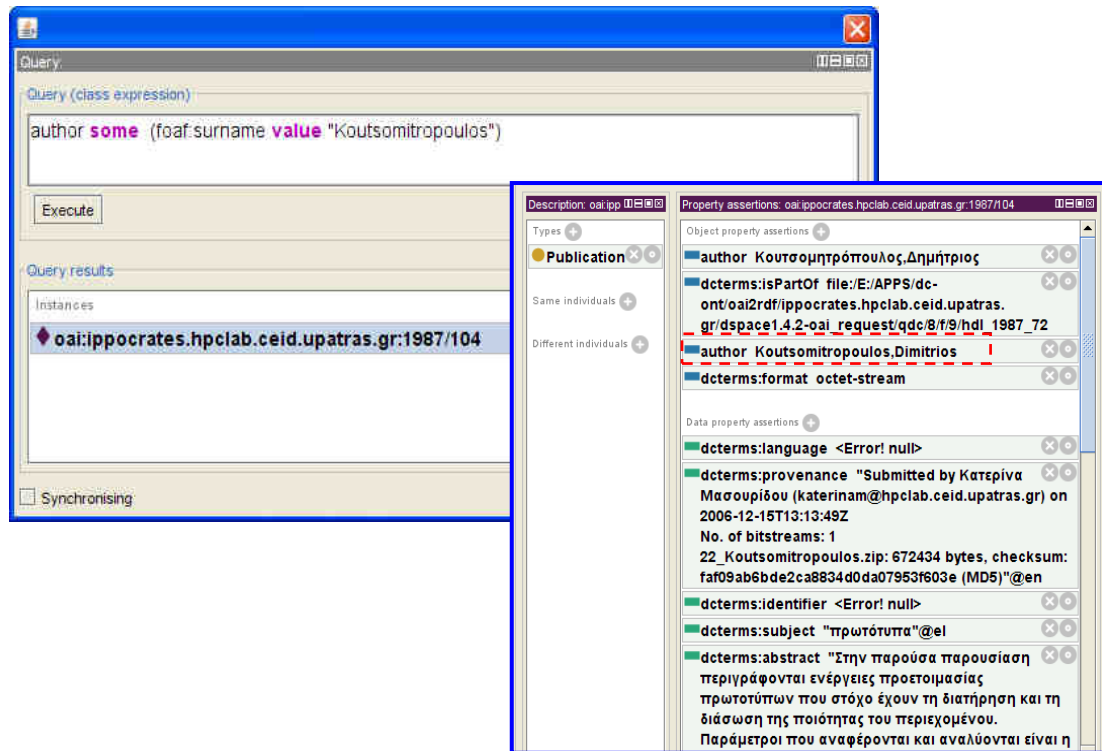 Query:
Query (class expression)
author some (foaf:surname value "Koutsomitropoulos")
Execute
Query results
Instances
oai:ippocrates.hpclab.ceid.upatras.gr:1987/104
Synchronising
Description: oai:ipp
Types
Publication
Same individuals
Different individuals
Property assertions: oai:ippocrates.hpclab.ceid.upatras.gr:1987/104
Object property assertions
author Κουτσομητρόπουλος,Δημήτριος
dcterms:isPartOf file:/E:/APPS/dc-
ont/oai2rdf/ippocrates.hpclab.ceid.upatras.
gr/dspace1.4.2-oai_request/qdc/8/f/9/hdl_1987_72
author Koutsomitropoulos,Dimitrios
dcterms:format octet-stream
Data property assertions
dcterms:language <Error! null>
dcterms:provenance "Submitted by Κατερίνα
Μασουρίδου (katerinam@hpclab.ceid.upatras.gr) on
2006-12-15T13:13:49Z
No. of bitstreams: 1
22_Koutsomitropoulos.zip: 672434 bytes, checksum:
faf09ab6bde2ca8834d0da07953f603e (MD5)"@en
dcterms:identifier <Error! null>
dcterms:subject "πρωτότυπα"@el
dcterms:abstract "Στην παρούσα παρουσίαση
περιγράφονται ενέργειες προετοιμασίας
πρωτοτύπων που στόχο έχουν τη διατήρηση και τη
διάσωση της ποιότητας του περιεχομένου.
Παράμετροι που αναφέρονται και αναλύονται είναι η